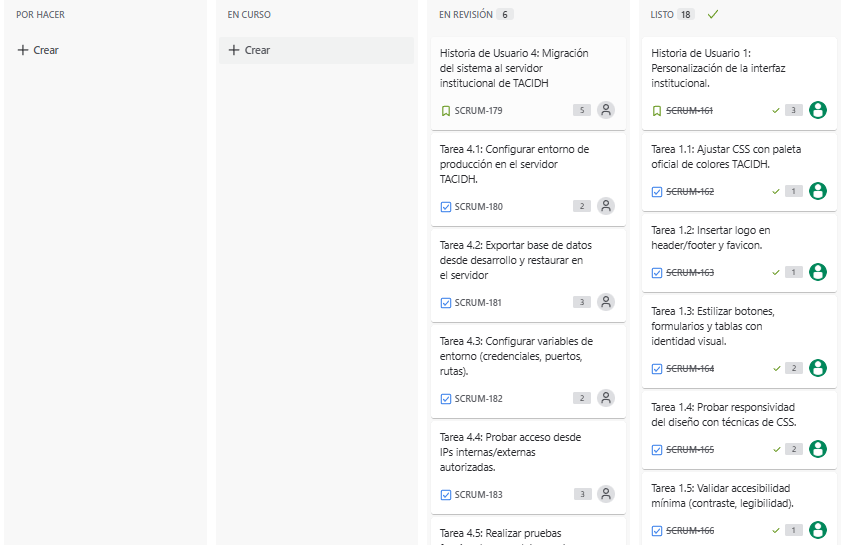 POR HACER
+ Crear
EN CURSO
+ Crear
EN REVISIÓN 6
Historia de Usuario 4: Migración
del sistema al servidor
institucional de TACIDH
SCRUM-179 5
Tarea 4.1: Configurar entorno de
producción en el servidor
TACIDH.
SCRUM-180 2
Tarea 4.2: Exportar base de datos
desde desarrollo y restaurar en
el servidor
SCRUM-181 3
Tarea 4.3: Configurar variables de
entorno (credenciales, puertos,
rutas).
SCRUM-182 2
Tarea 4.4: Probar acceso desde
IPs internas/externas
autorizadas.
SCRUM-183 3
Tarea 4.5: Realizar pruebas
LISTO 18
Historia de Usuario 1:
Personalización de la interfaz
institucional.
SCRUM-161 3
Tarea 1.1: Ajustar CSS con paleta
oficial de colores TACIDH.
SCRUM-162 1
Tarea 1.2: Insertar logo en
header/footer y favicon.
SCRUM-163 1
Tarea 1.3: Estilizar botones,
formularios y tablas con
identidad visual.
SCRUM-164 2
Tarea 1.4: Probar responsividad
del diseño con técnicas de CSS.
SCRUM-165 2
Tarea 1.5: Validar accesibilidad
mínima (contraste, legibilidad).
SCRUM-166 1